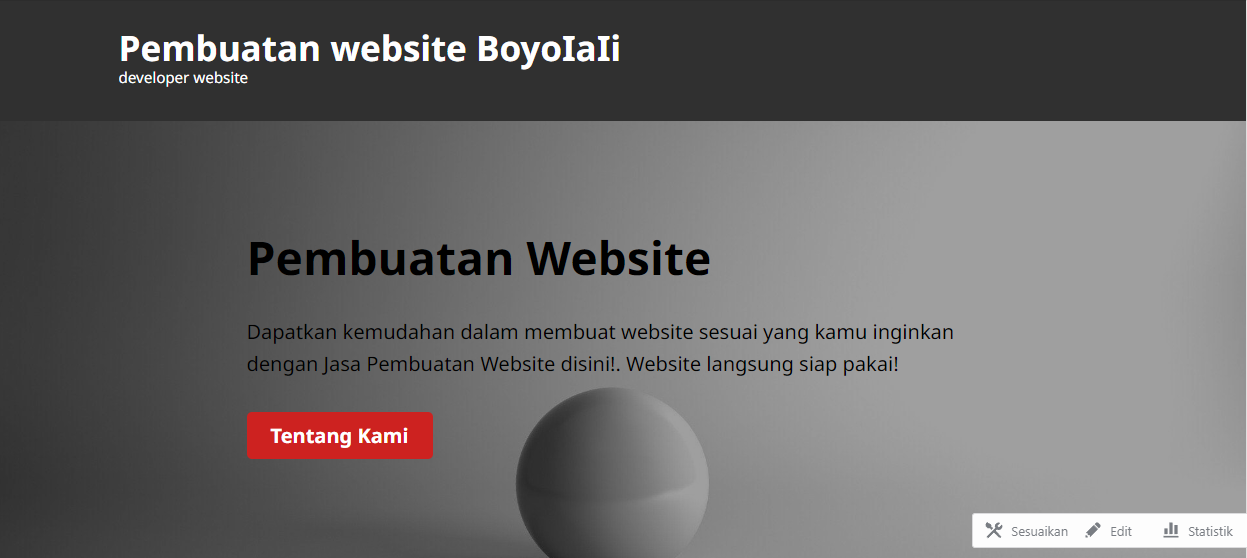 Pembuatan website BoyoIaIi
developer website
Pembuatan Website
Dapatkan kemudahan dalam membuat website sesuai yang kamu inginkan
dengan Jasa Pembuatan Website disini!. Website langsung siap pakai!
Tentang Kami
Sesuaikan Edit Statistik